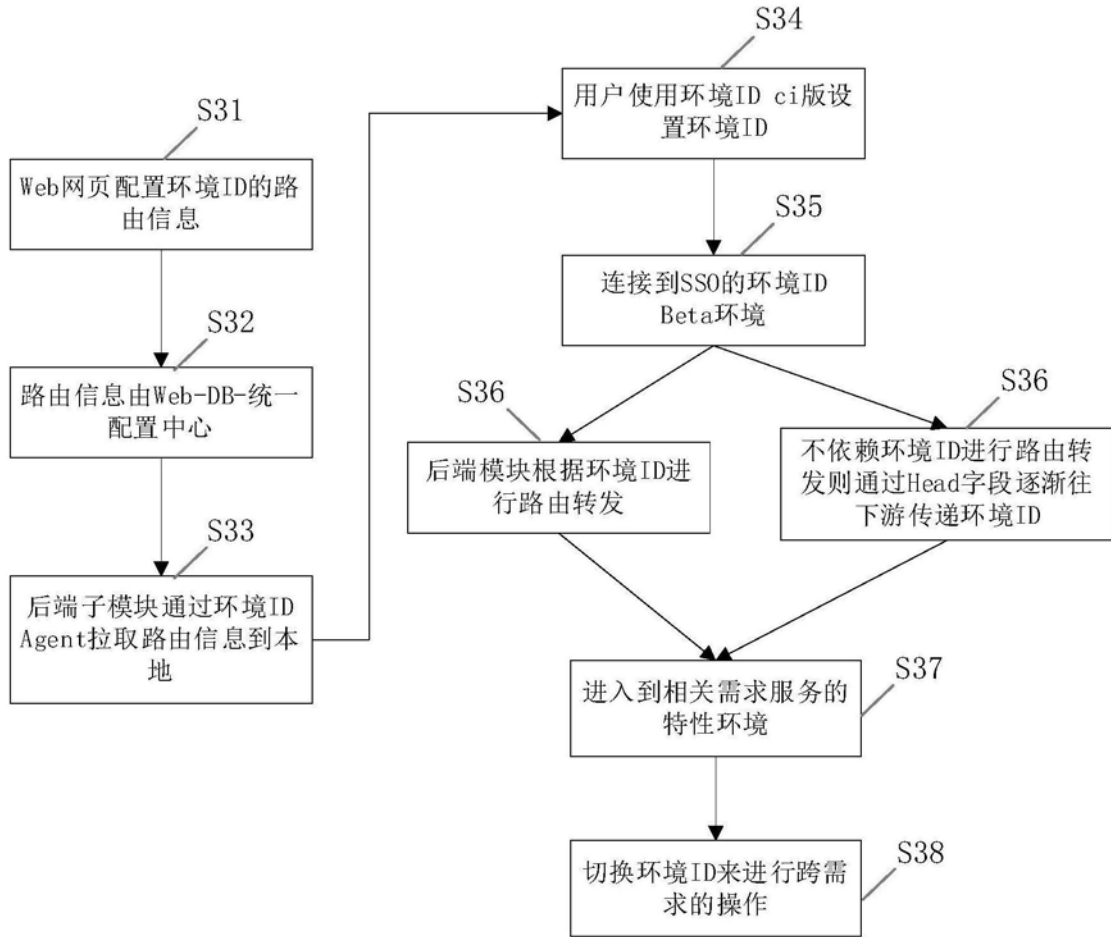 S31
Web网页配置环境ID的路
由信息
S32
路由信息由Web-DB-统一
配置中心
S33
后端子模块通过环境ID
Agent拉取路由信息到本
地
S34
用户使用环境ID ci版设
置环境ID
S35
连接到SSO的环境ID
Beta环境
S36
后端模块根据环境ID进
行路由转发
S36
不依赖环境ID进行路由转
发则通过Head字段逐渐往
下游传递环境ID
S37
进入到相关需求服务的
特性环境
S38
切换环境ID来进行跨需
求的操作